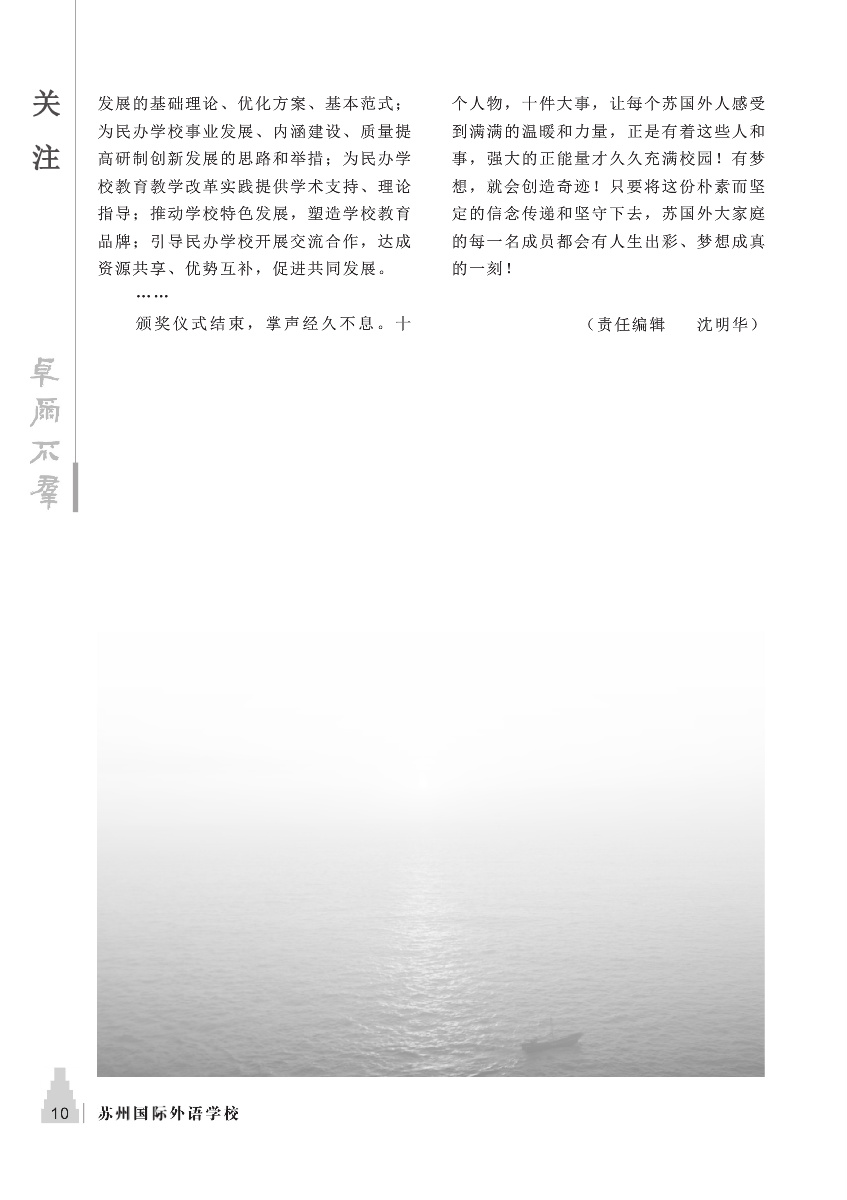 关
注
卓
爾
不
羣
发展的基础理论、优化方案、基本范式；
为民办学校事业发展、内涵建设、质量提
高研制创新发展的思路和举措；为民办学
校教育教学改革实践提供学术支持、理论
指导；推动学校特色发展，塑造学校教育
品牌；引导民办学校开展交流合作，达成
资源共享、优势互补，促进共同发展。
……
颁奖仪式结束，掌声经久不息。十
个人物，十件大事，让每个苏国外人感受
到满满的温暖和力量，正是有着这些人和
事，强大的正能量才久久充满校园！有梦
想，就会创造奇迹！只要将这份朴素而坚
定的信念传递和坚守下去，苏国外大家庭
的每一名成员都会有人生出彩、梦想成真
的一刻！
（责任编辑　沈明华）
10
苏州国际外语学校